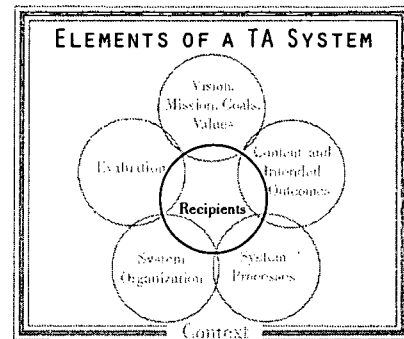 ELEMENTS OF A TA SYSTEM
Vision,
Mission, Goals,
Values
Evaluation
Content and
Intended
Outcomes
Recipients
System
Organization
System
Processes
Context